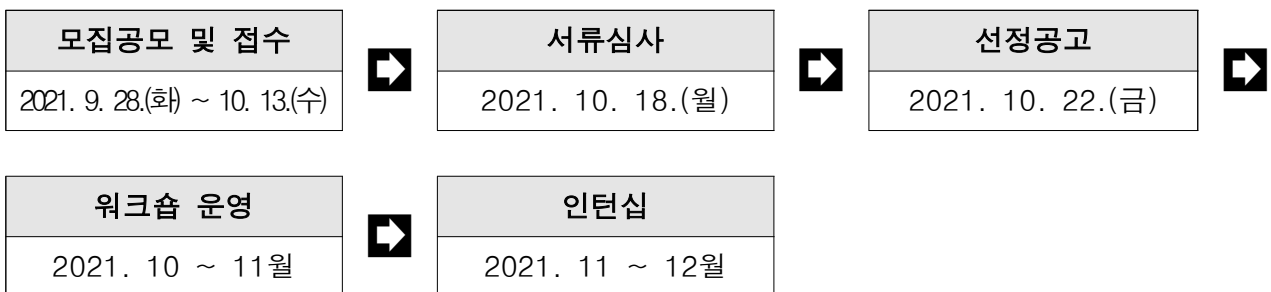 모집공모 및 접수
2021. 9. 28.(화) ~ 10. 13.(수)
서류심사
2021. 10. 18.(월)
선정공고
2021. 10. 22.(금)
워크숍 운영
2021. 10 ~ 11월
인턴십
2021. 11 ~ 12월